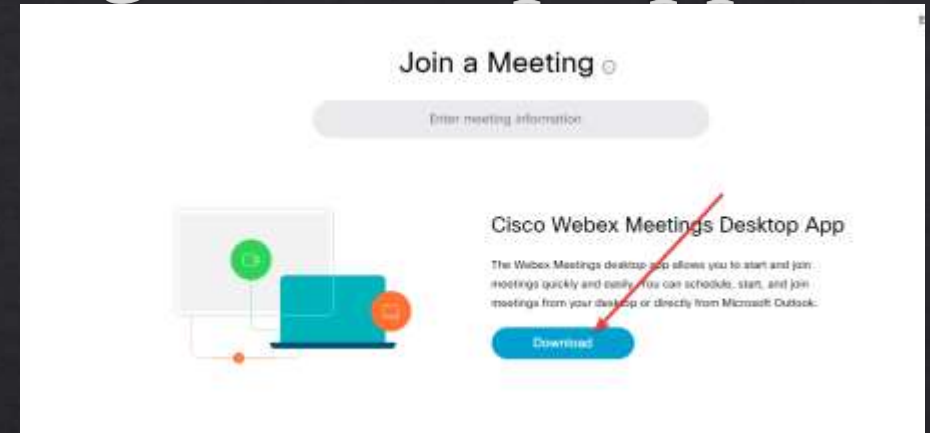 Join a Meeting
Enter meeting information
Cisco Webex Meetings Desktop App
The Webex Meetings desktop app allows you to start and join
meetings quickly and easily. You can schedule, start, and join
meetings from your desktop or directly from Microsoft Outlook.
Download